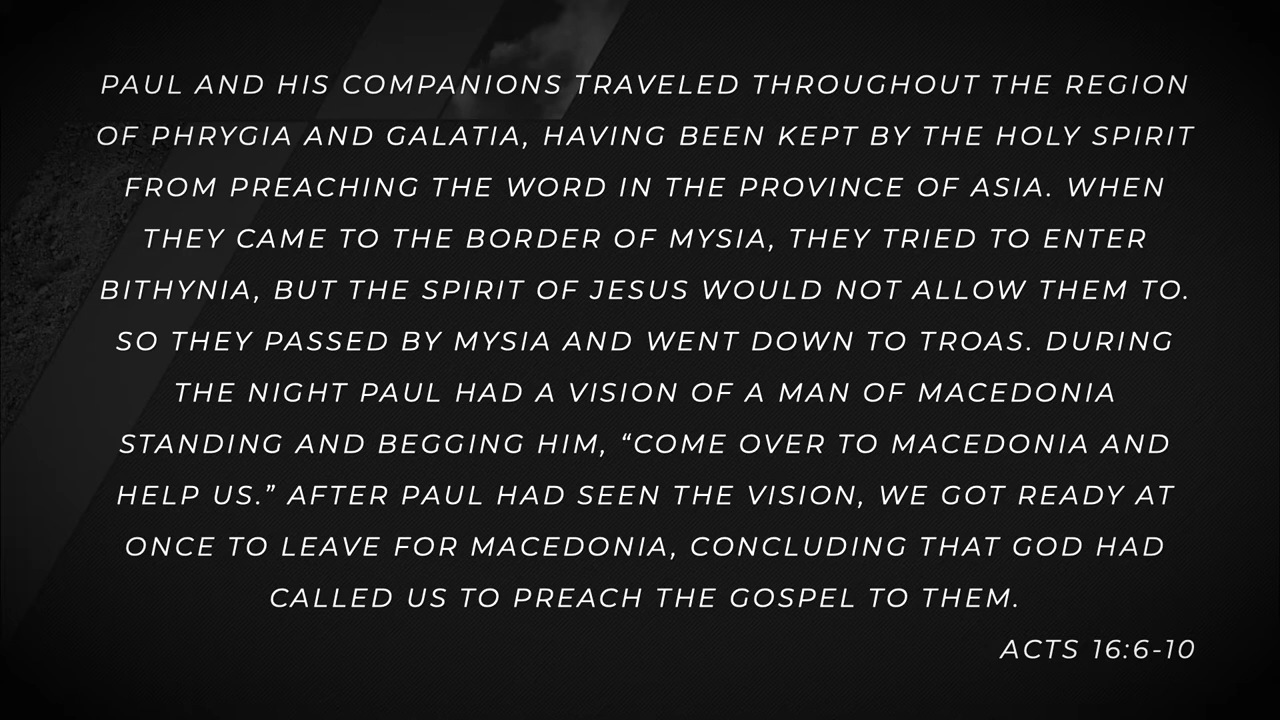 PAUL AND HIS COMPANIONS TRAVELED THROUGHOUT THE REGION
OF PHRYGIA AND GALATIA, HAVING BEEN KEPT BY THE HOLY SPIRIT
FROM PREACHING THE WORD IN THE PROVINCE OF ASIA. WHEN
THEY CAME TO THE BORDER OF MYSIA, THEY TRIED TO ENTER
BITHYNIA, BUT THE SPIRIT OF JESUS WOULD NOT ALLOW THEM TO.
SO THEY PASSED BY MYSIA AND WENT DOWN TO TROAS. DURING
THE NIGHT PAUL HAD A VISION OF A MAN OF MACEDONIA
STANDING AND BEGGING HIM, “COME OVER TO MACEDONIA AND
HELP US.” AFTER PAUL HAD SEEN THE VISION, WE GOT READY AT
ONCE TO LEAVE FOR MACEDONIA, CONCLUDING THAT GOD HAD
CALLED US TO PREACH THE GOSPEL TO THEM.
ACTS 16:6-10